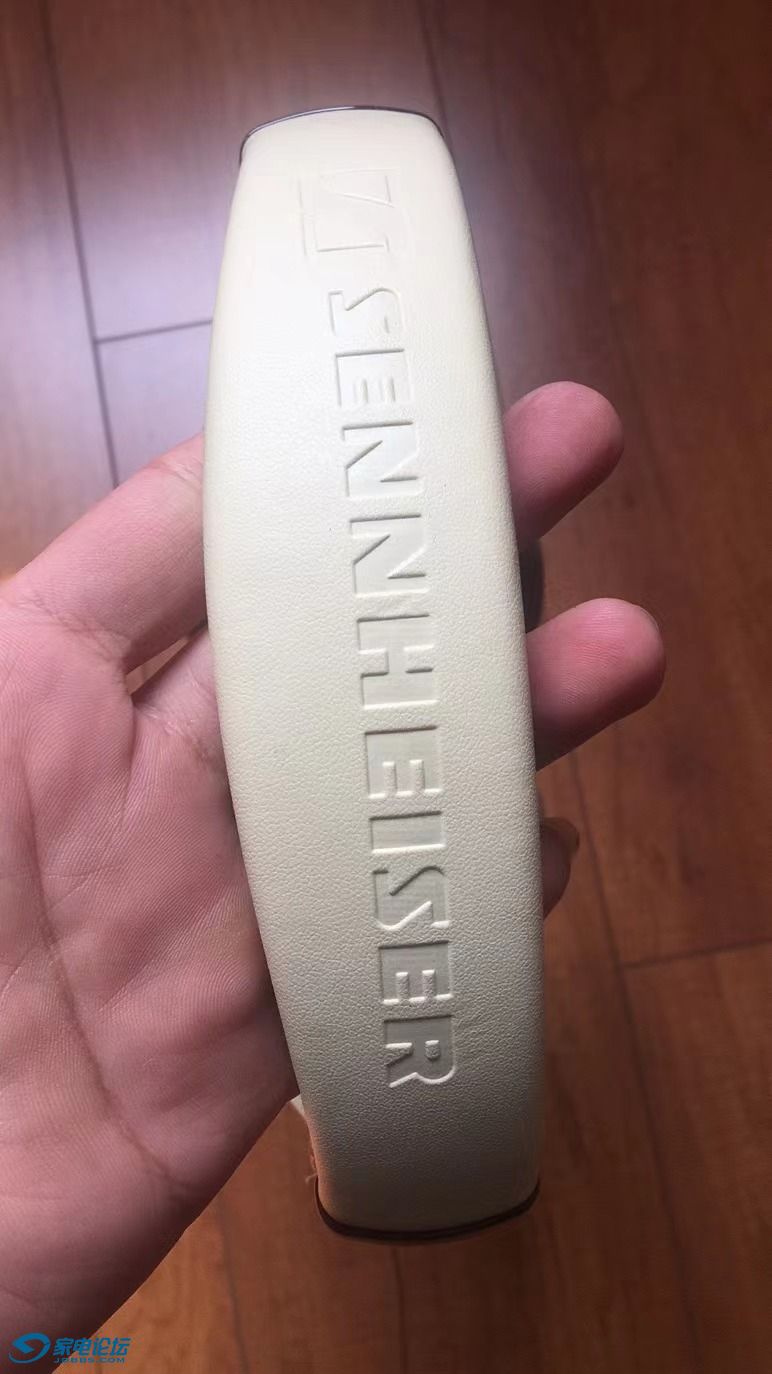 SENNHEISER
家电论坛
JDBBS.COM